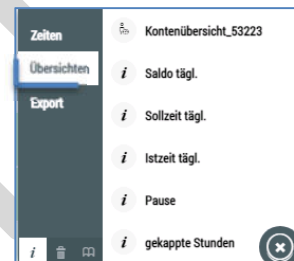 Zeiten
Übersichten
Export
Kontenübersicht_53223
i Saldo tägl.
i Sollzeit tägl.
i Istzeit tägl.
i Pause
i gekappte Stunden
i